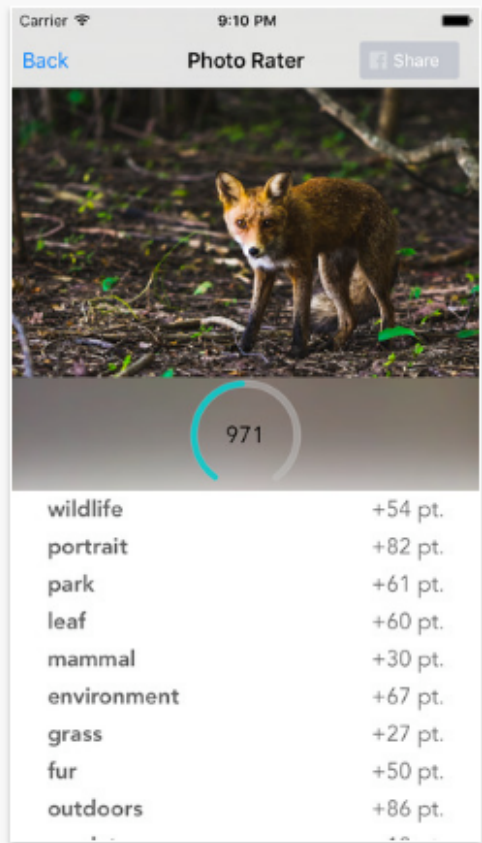 Carrier 9:10 PM
Back Photo Rater Share
971
wildlife +54 pt.
portrait +82 pt.
park +61 pt.
leaf +60 pt.
mammal +30 pt.
environment +67 pt.
grass +27 pt.
fur +50 pt.
outdoors +86 pt.